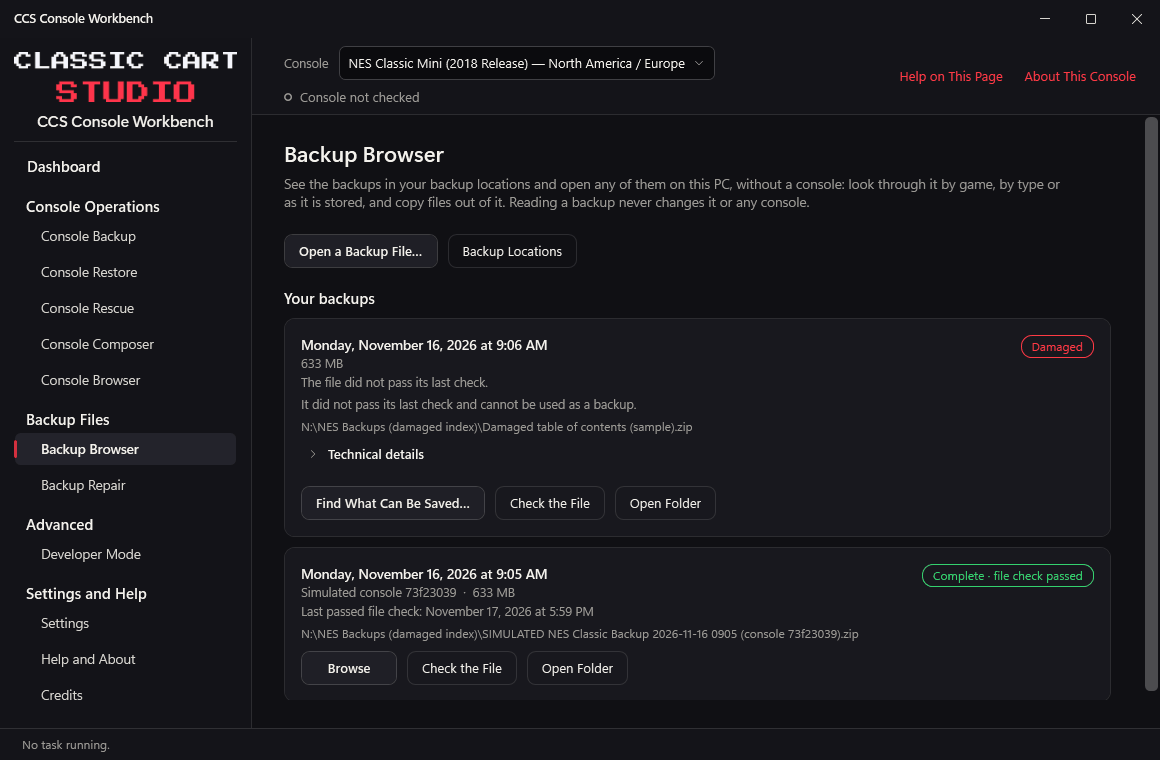 CCS Console Workbench
CLASSIC CART
STUDIO
CCS Console Workbench
Dashboard
Console Operations
Console Backup
Console Restore
Console Rescue
Console Composer
Console Browser
Backup Files
Backup Browser
Backup Repair
Advanced
Developer Mode
Settings and Help
Settings
Help and About
Credits
Console
NES Classic Mini (2018 Release) — North America / Europe
Console not checked
Help on This Page
About This Console
Backup Browser
See the backups in your backup locations and open any of them on this PC, without a console: look through it by game, by type or
as it is stored, and copy files out of it. Reading a backup never changes it or any console.
Open a Backup File...
Backup Locations
Your backups
Monday, November 16, 2026 at 9:06 AM
Damaged
633 MB
The file did not pass its last check.
It did not pass its last check and cannot be used as a backup.
N:\NES Backups (damaged index)\Damaged table of contents (sample).zip
Technical details
Find What Can Be Saved...
Check the File
Open Folder
Monday, November 16, 2026 at 9:05 AM
Complete · file check passed
Simulated console 73f23039 · 633 MB
Last passed file check: November 17, 2026 at 5:59 PM
N:\NES Backups (damaged index)\SIMULATED NES Classic Backup 2026-11-16 0905 (console 73f23039).zip
Browse
Check the File
Open Folder
No task running.